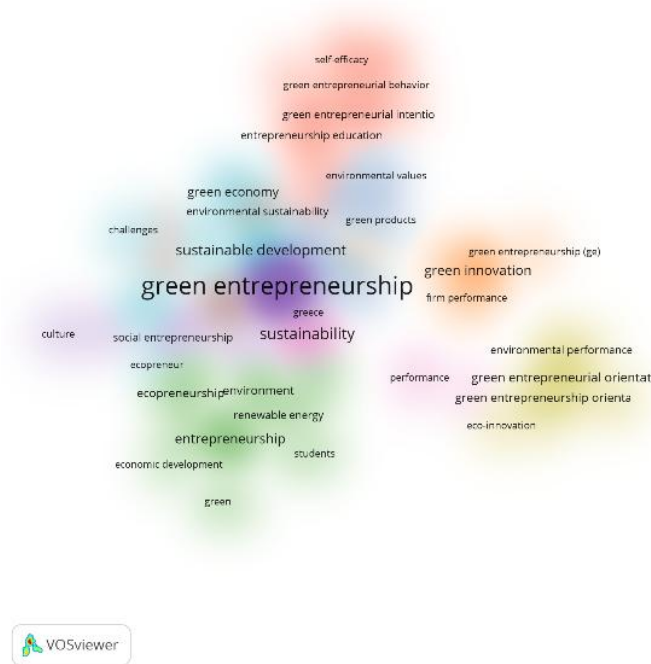 self-efficacy
green entrepreneurial behavior
green entrepreneurial intentio
entrepreneurship education
environmental values
green economy
environmental sustainability
green products
challenges
sustainable development
green entrepreneurship (ge)
green innovation
green entrepreneurship
firm performance
greece
culture
social entrepreneurship
sustainability
environmental performance
ecopreneur
performance
green entrepreneurial orientat
ecopreneurship
environment
green entrepreneurship orienta
renewable energy
eco-innovation
entrepreneurship
students
economic development
green
VOSviewer